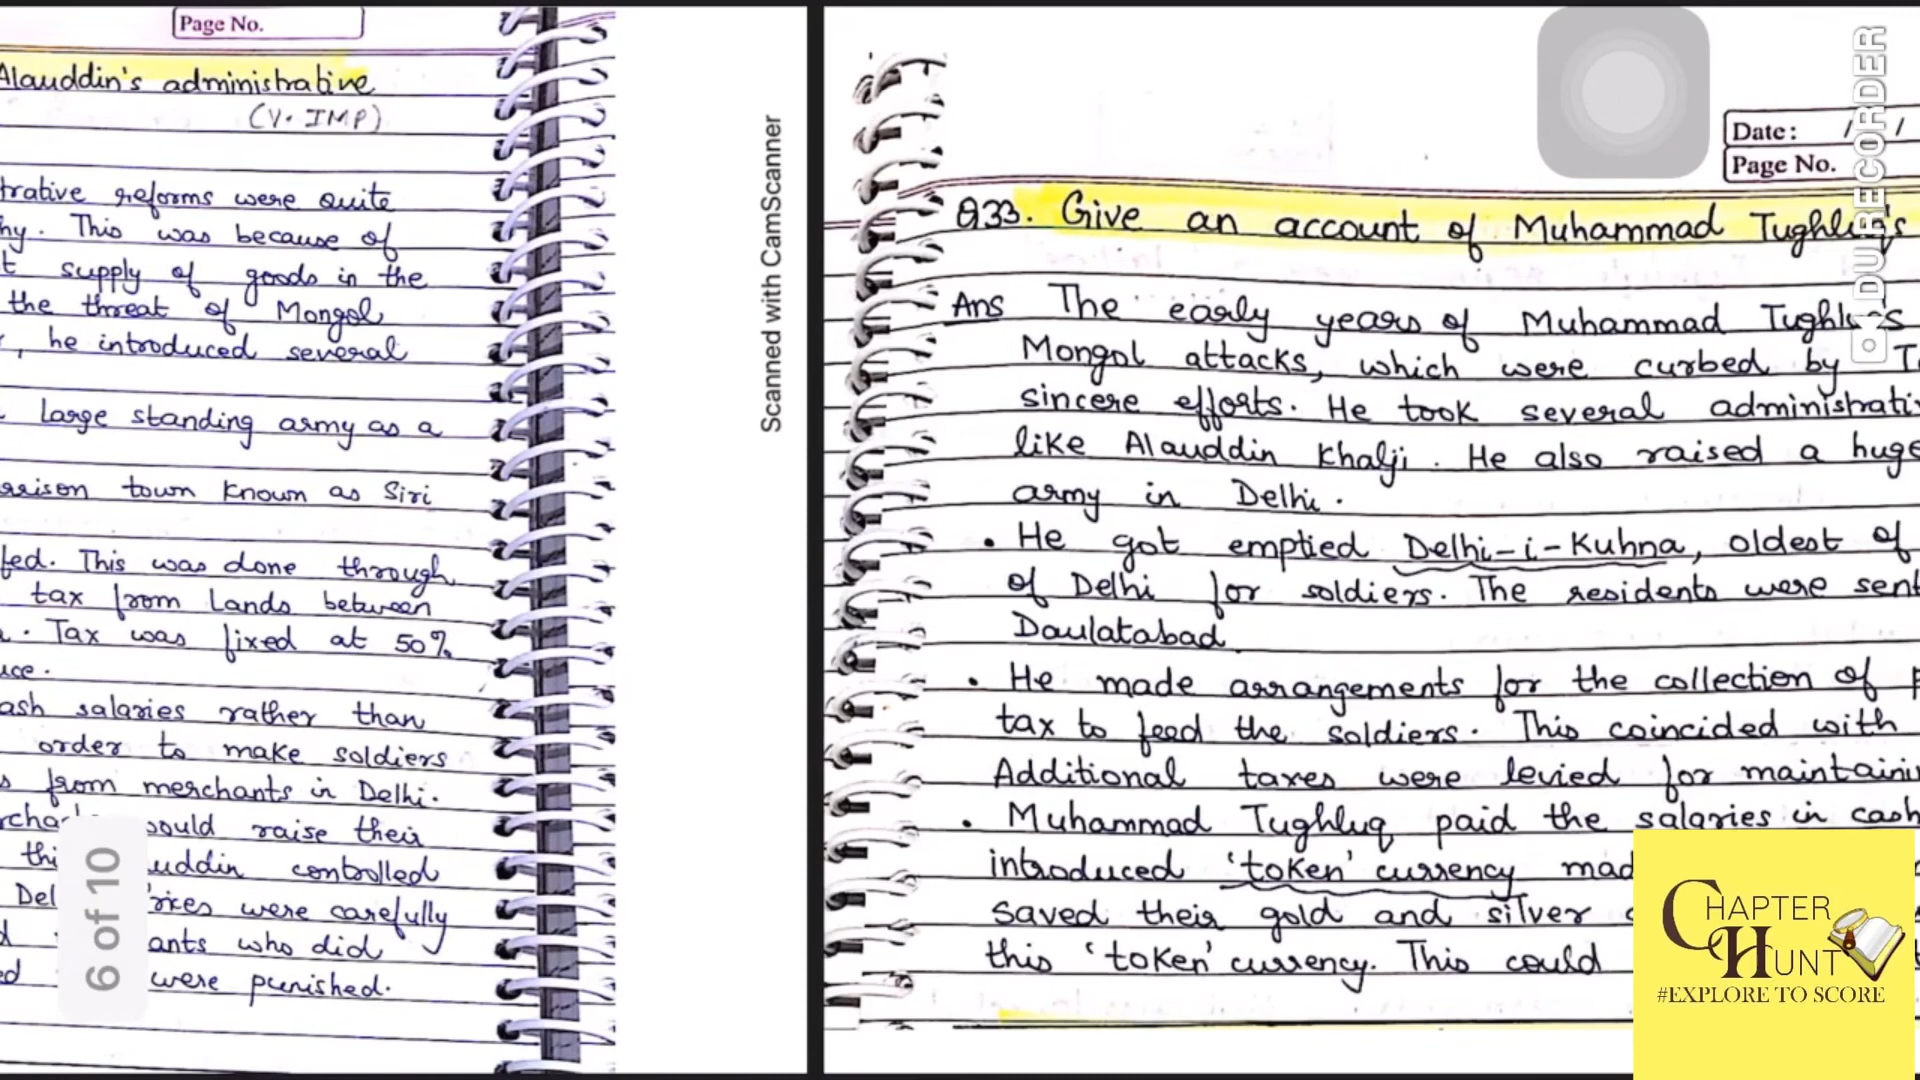 Page No.
Alauddin's administrative
(V. IMP)
trative reforms were quite
hy. This was because of
t supply of goods in the
the threat of Mongol
, he introduced several
large standing army as a
rrison town known as Siri
fed. This was done through
tax from lands between
. Tax was fixed at 50%
uce.
ash salaries rather than
order to make soldiers
s from merchants in Delhi.
rcha would raise their
thi uddin controlled
Del rices were carefully
d ants who did
ed were punished.
6 of 10
Scanned with CamScanner
Date: / /
Page No.
Q33. Give an account of Muhammad Tughluq's
Ans The early years of Muhammad Tughluq's
Mongol attacks, which were curbed by T
sincere efforts. He took several administrati
like Alauddin Khalji. He also raised a huge
army in Delhi.
• He got emptied Delhi-i-Kuhna, oldest of
of Delhi for soldiers. The residents were sent
Daulatabad.
• He made arrangements for the collection of
tax to feed the soldiers. This coincided with
Additional taxes were levied for maintaini
• Muhammad Tughluq paid the salaries in cash
introduced 'token' currency mad
saved their gold and silver
this 'token' currency. This could
DU RECORDER
CHAPTER
HUNT
#EXPLORE TO SCORE